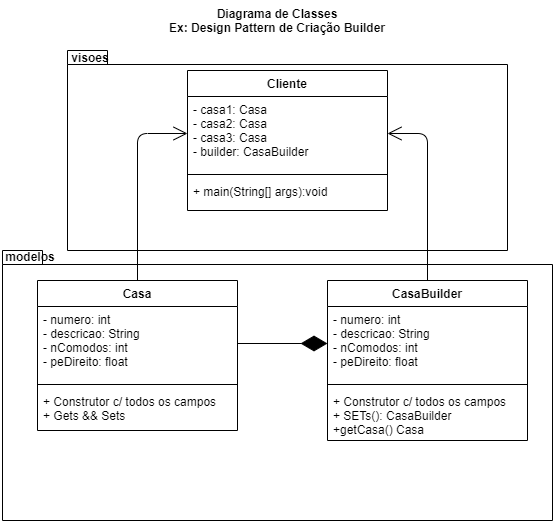 Diagrama de Classes
Ex: Design Pattern de Criação Builder
visoes
Cliente
- casa1: Casa
- casa2: Casa
- casa3: Casa
- builder: CasaBuilder
+ main(String[] args):void
modelos
Casa
- numero: int
- descricao: String
- nComodos: int
- peDireito: float
+ Construtor c/ todos os campos
+ Gets && Sets
CasaBuilder
- numero: int
- descricao: String
- nComodos: int
- peDireito: float
+ Construtor c/ todos os campos
+ SETs(): CasaBuilder
+getCasa() Casa